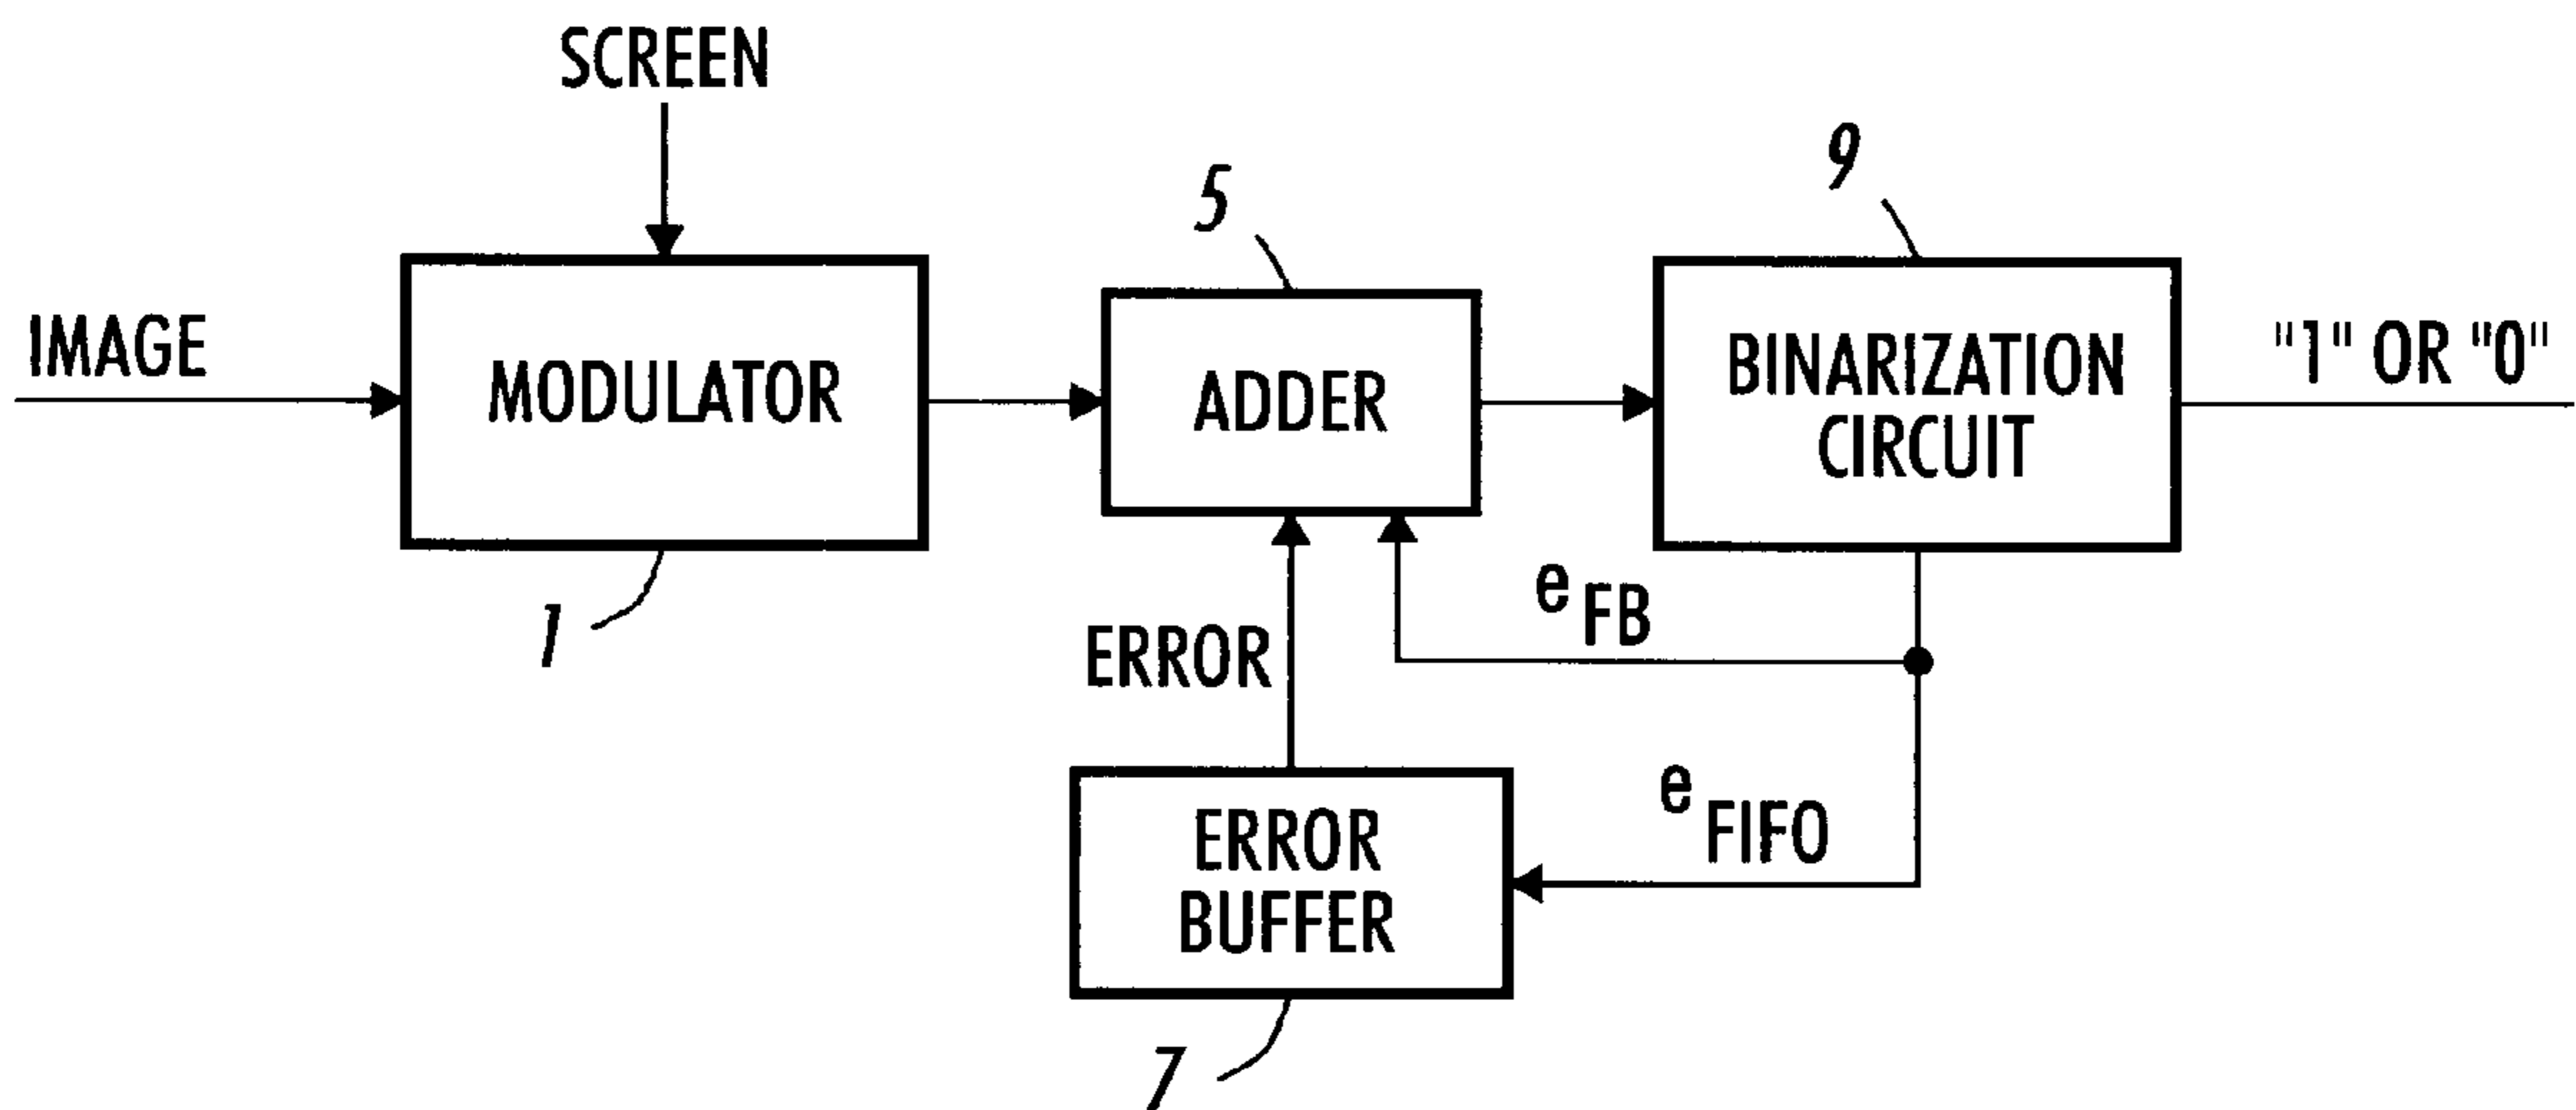 SCREEN
IMAGE
MODULATOR
1
5
ADDER
9
BINARIZATION
CIRCUIT
"1" OR "0"
e FB
ERROR
e FIFO
ERROR
BUFFER
7